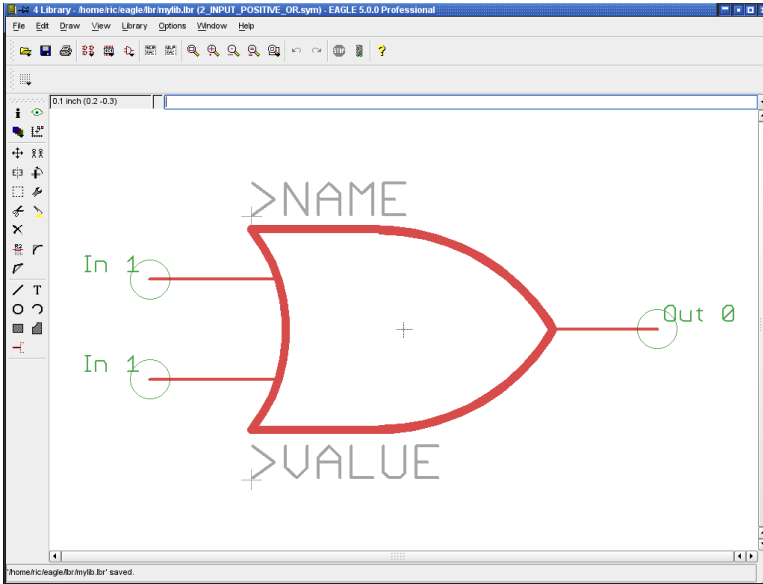 4 Library - /home/ric/eagle/lbr/mylib.lbr (2_INPUT_POSITIVE_OR.sym) - EAGLE 5.0.0 Professional
File Edit Draw View Library Options Window Help
0.1 inch (0.2 -0.3)
>NAME
In 1
Out 0
In 1
>VALUE
'/home/ric/eagle/lbr/mylib.lbr' saved.